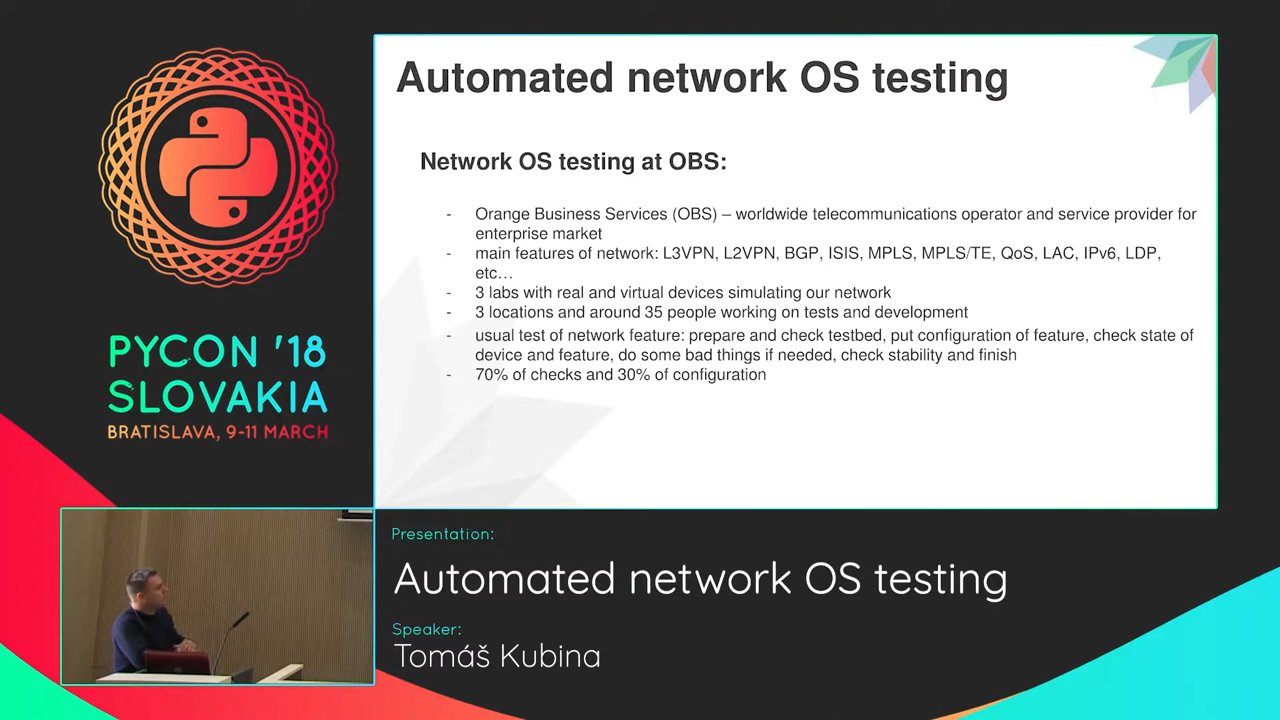 Automated network OS testing
Network OS testing at OBS:
- Orange Business Services (OBS) – worldwide telecommunications operator and service provider for
enterprise market
- main features of network: L3VPN, L2VPN, BGP, ISIS, MPLS, MPLS/TE, QoS, LAC, IPv6, LDP,
etc…
- 3 labs with real and virtual devices simulating our network
- 3 locations and around 35 people working on tests and development
- usual test of network feature: prepare and check testbed, put configuration of feature, check state of
device and feature, do some bad things if needed, check stability and finish
- 70% of checks and 30% of configuration
PYCON '18
SLOVAKIA
BRATISLAVA, 9-11 MARCH
Presentation:
Automated network OS testing
Speaker:
Tomáš Kubina